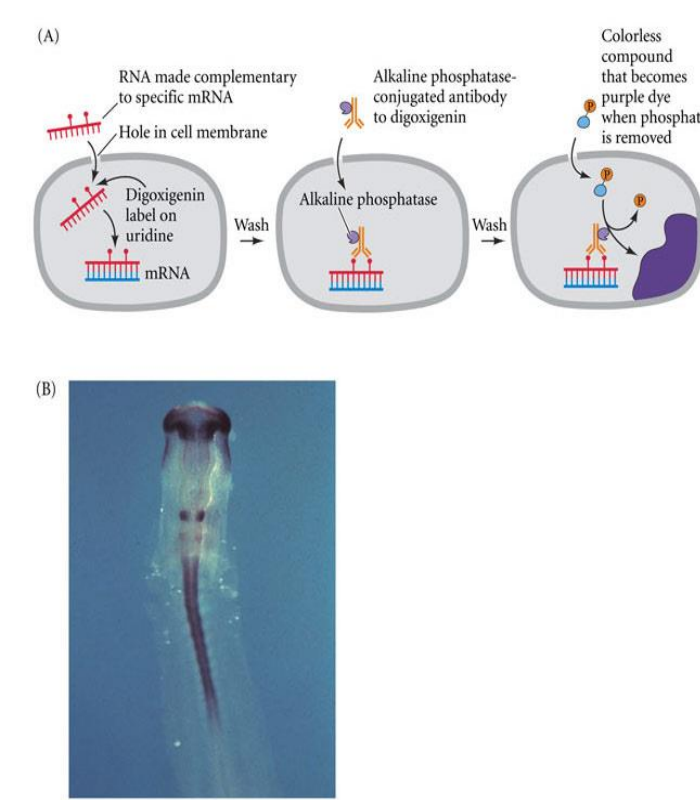 (A)
RNA made complementary
to specific mRNA
Hole in cell membrane
Digoxigenin
label on
uridine
mRNA
Wash
Alkaline phosphatase-
conjugated antibody
to digoxigenin
Alkaline phosphatase
Wash
Colorless
compound
that becomes
purple dye
when phosphat
is removed
P
P
P
(B)